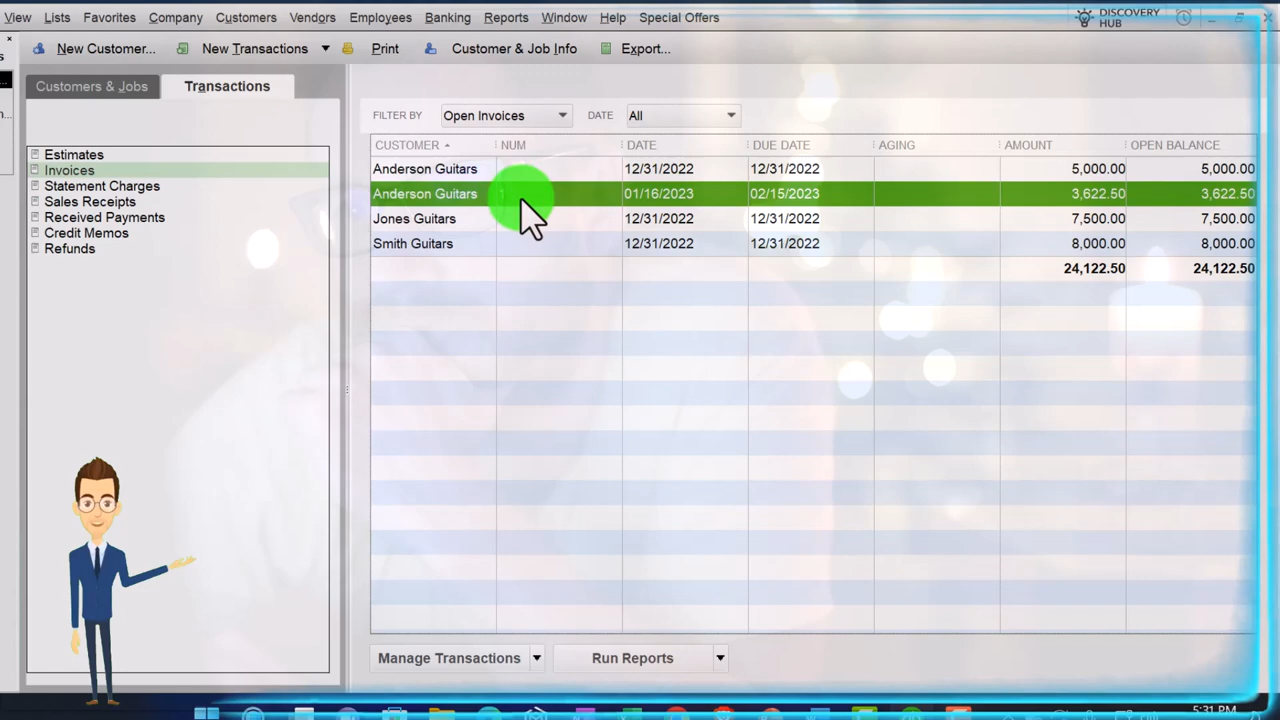 View Lists Favorites Company Customers Vendors Employees Banking Reports Window Help Special Offers DISCOVERY HUB
New Customer... New Transactions Print Customer & Job Info Export...
Customers & Jobs Transactions
FILTER BY Open Invoices DATE All
CUSTOMER NUM DATE DUE DATE AGING AMOUNT OPEN BALANCE
Anderson Guitars 12/31/2022 12/31/2022 5,000.00 5,000.00
Anderson Guitars 01/16/2023 02/15/2023 3,622.50 3,622.50
Jones Guitars 12/31/2022 12/31/2022 7,500.00 7,500.00
Smith Guitars 12/31/2022 12/31/2022 8,000.00 8,000.00
24,122.50 24,122.50
Estimates
Invoices
Statement Charges
Sales Receipts
Received Payments
Credit Memos
Refunds
Manage Transactions Run Reports
5:31 PM